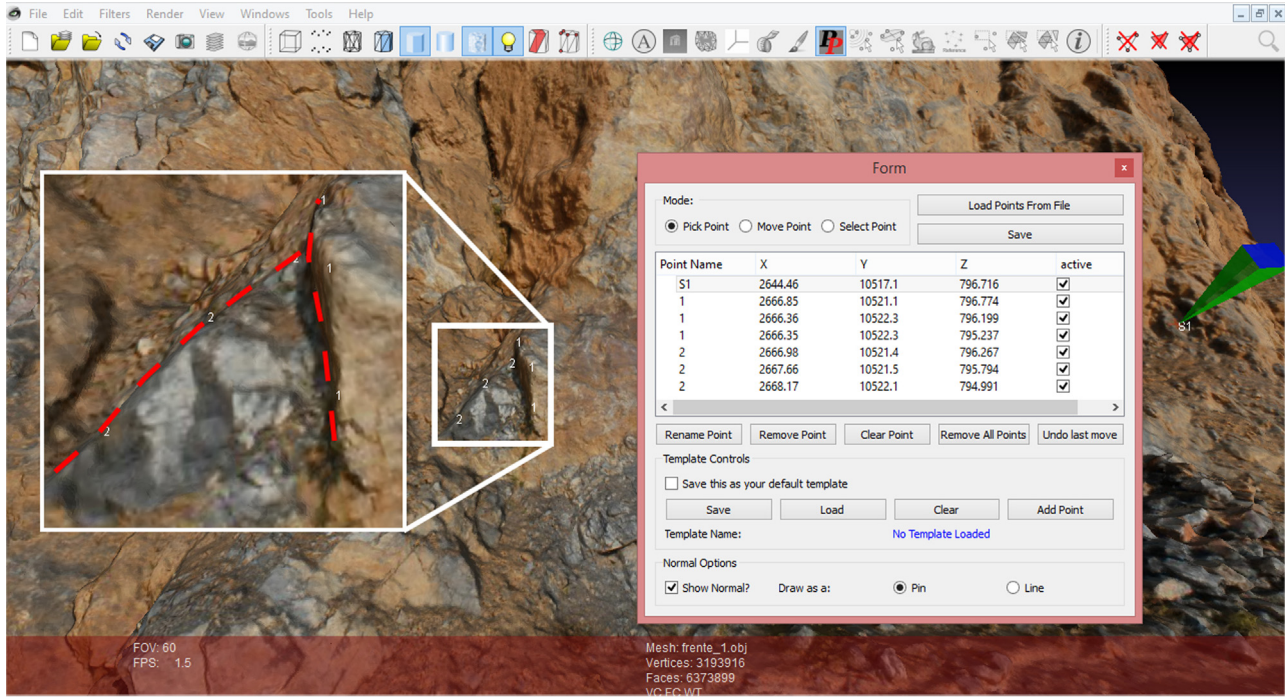 File Edit Filters Render View Windows Tools Help
A PP i
Form
x
Mode:
Pick Point Move Point Select Point
Load Points From File
Save
Point Name X Y Z active
S1 2644.46 10517.1 796.716
1 2666.85 10521.1 796.774
1 2666.36 10522.3 796.199
1 2666.35 10522.3 795.237
2 2666.98 10521.4 796.267
2 2667.66 10521.5 795.794
2 2668.17 10522.1 794.991
Rename Point Remove Point Clear Point Remove All Points Undo last move
Template Controls
Save this as your default template
Save Load Clear Add Point
Template Name: No Template Loaded
Normal Options
Show Normal? Draw as a: Pin Line
1
2 1
2
1
2
1
2 1
2
1
2
S1
FOV: 60
FPS: 1.5
Mesh: frente_1.obj
Vertices: 3193916
Faces: 6373899
VC FC WT